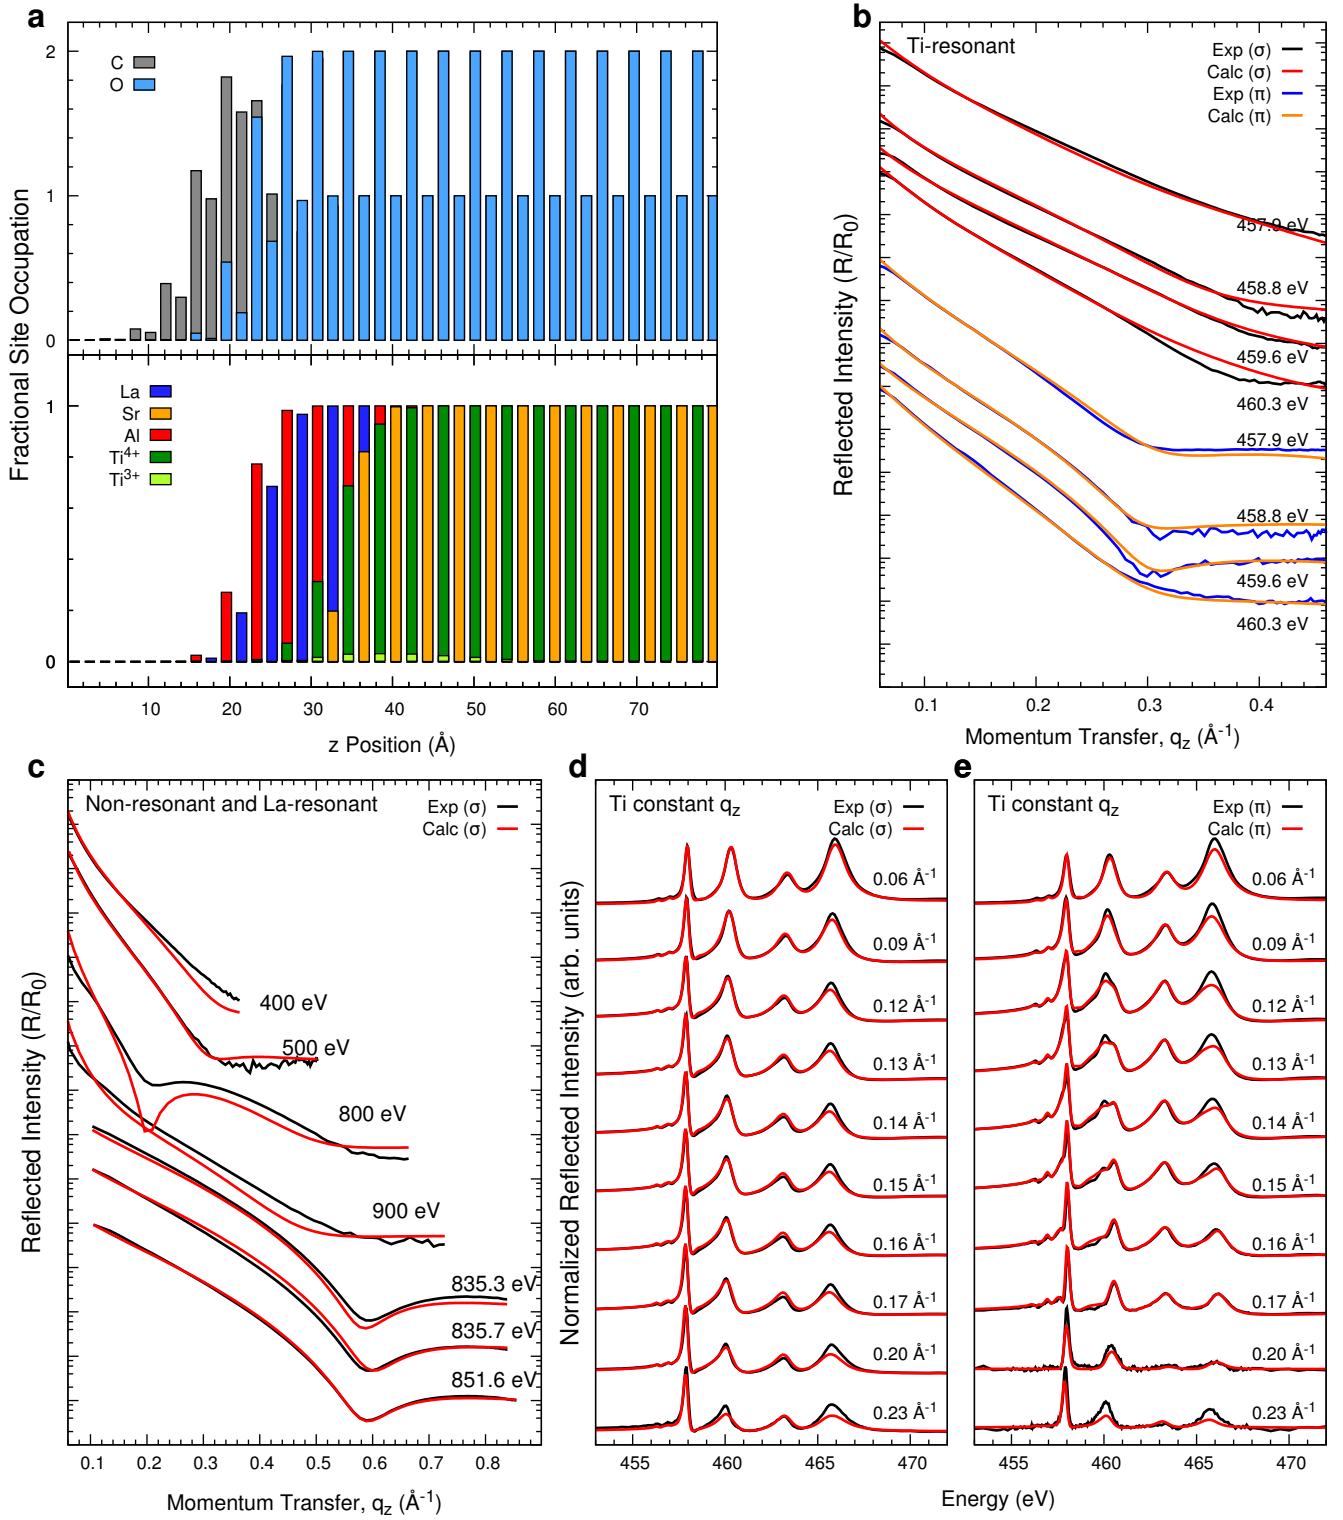 a
C
O
2
1
0
Fractional Site Occupation
La
Sr
Al
Ti4+
Ti3+
1
0
10 20 30 40 50 60 70
z Position (Å)
b
Ti-resonant
Exp (σ)
Calc (σ)
Exp (π)
Calc (π)
457.9 eV
458.8 eV
459.6 eV
460.3 eV
457.9 eV
458.8 eV
459.6 eV
460.3 eV
Reflected Intensity (R/R0)
0.1 0.2 0.3 0.4
Momentum Transfer, qz (Å-1)
c
Non-resonant and La-resonant
Exp (σ)
Calc (σ)
400 eV
500 eV
800 eV
900 eV
835.3 eV
835.7 eV
851.6 eV
Reflected Intensity (R/R0)
0.1 0.2 0.3 0.4 0.5 0.6 0.7 0.8
Momentum Transfer, qz (Å-1)
d
Ti constant qz
Exp (σ)
Calc (σ)
0.06 Å-1
0.09 Å-1
0.12 Å-1
0.13 Å-1
0.14 Å-1
0.15 Å-1
0.16 Å-1
0.17 Å-1
0.20 Å-1
0.23 Å-1
Normalized Reflected Intensity (arb. units)
455 460 465 470
e
Ti constant qz
Exp (π)
Calc (π)
0.06 Å-1
0.09 Å-1
0.12 Å-1
0.13 Å-1
0.14 Å-1
0.15 Å-1
0.16 Å-1
0.17 Å-1
0.20 Å-1
0.23 Å-1
455 460 465 470
Energy (eV)